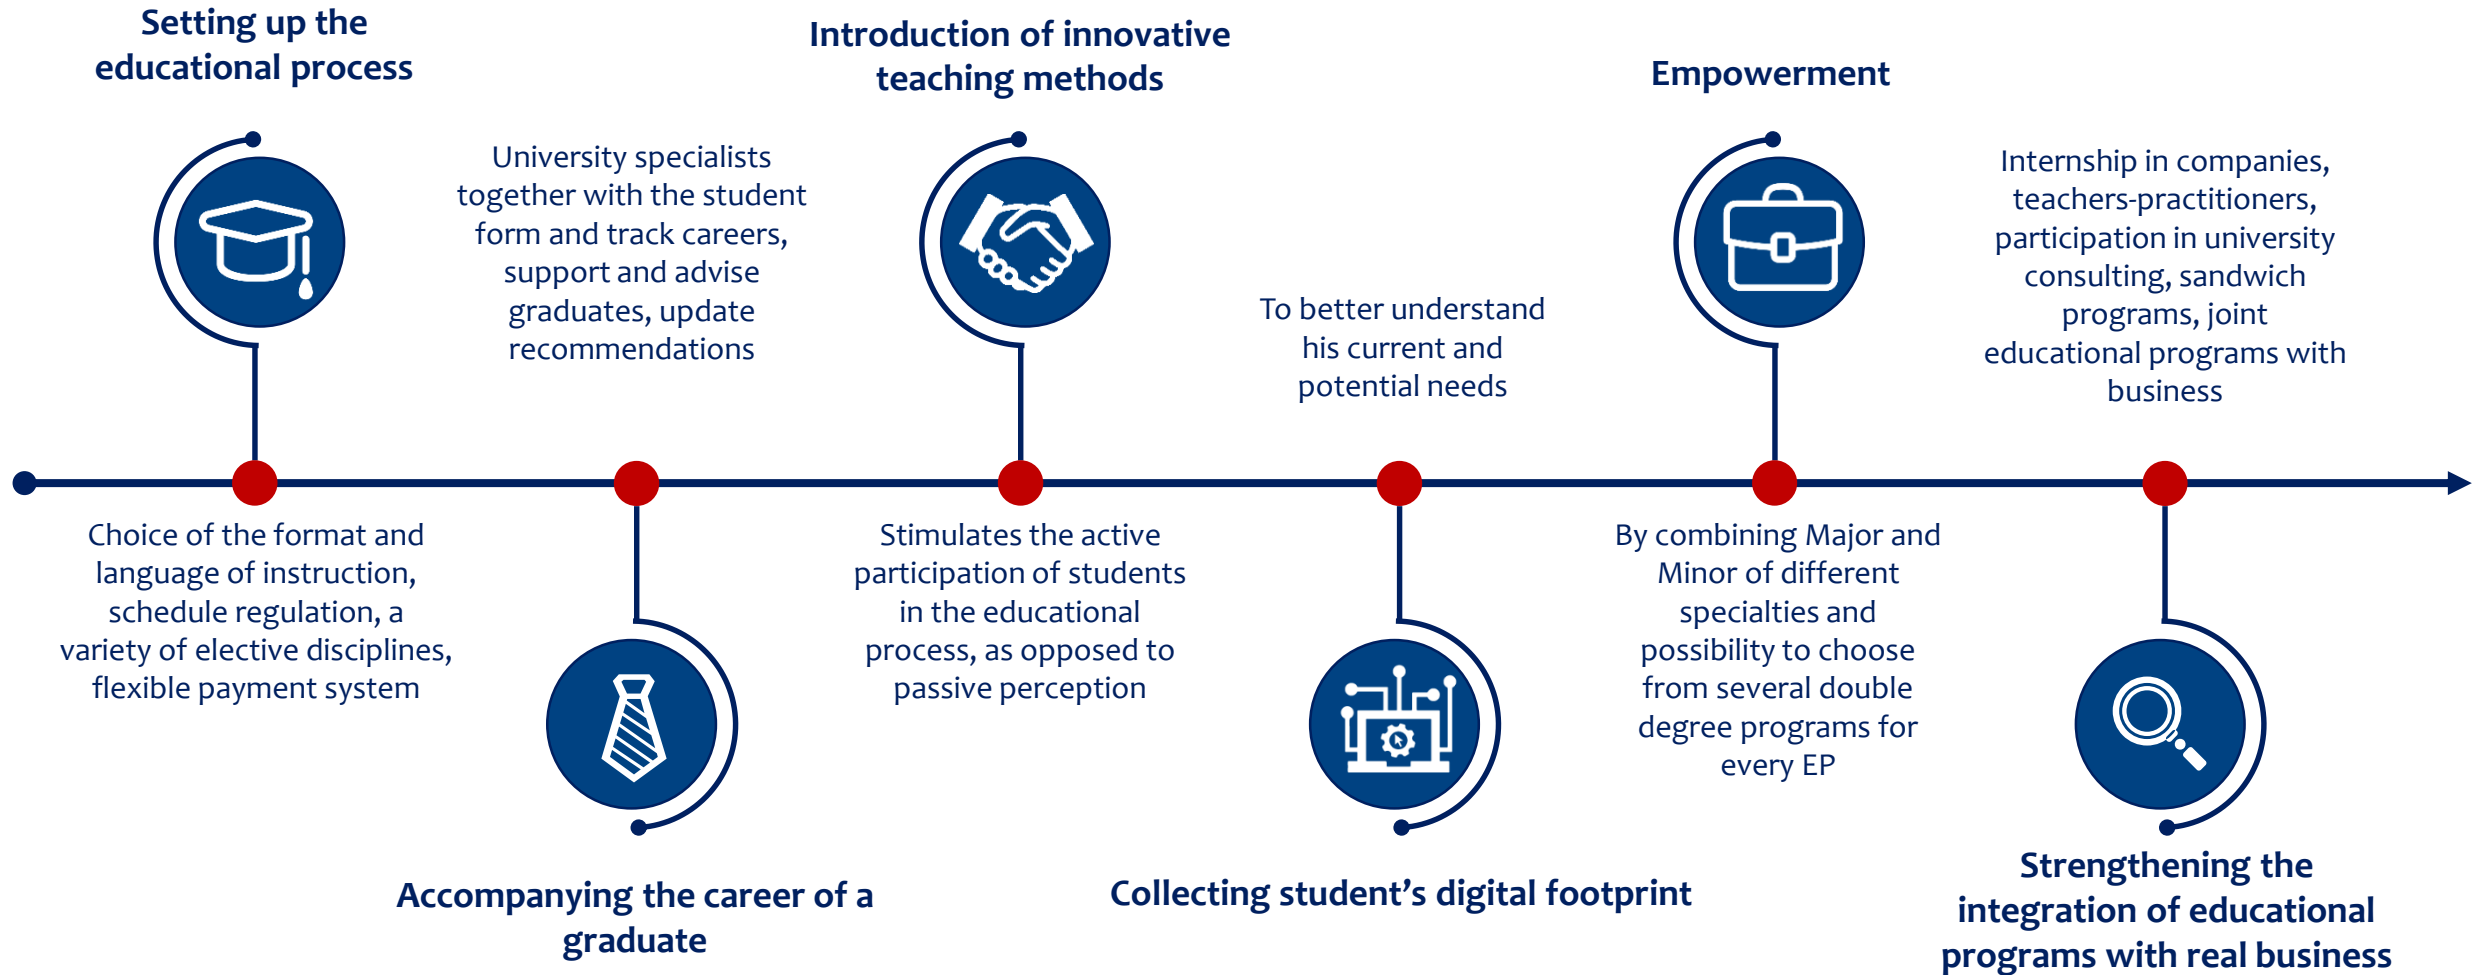 Setting up the
educational process
Choice of the format and
language of instruction,
schedule regulation, a
variety of elective disciplines,
flexible payment system
University specialists
together with the student
form and track careers,
support and advise
graduates, update
recommendations
Accompanying the career of a
graduate
Introduction of innovative
teaching methods
Stimulates the active
participation of students
in the educational
process, as opposed to
passive perception
To better understand
his current and
potential needs
Collecting student’s digital footprint
Empowerment
By combining Major and
Minor of different
specialties and
possibility to choose
from several double
degree programs for
every EP
Internship in companies,
teachers-practitioners,
participation in university
consulting, sandwich
programs, joint
educational programs with
business
Strengthening the
integration of educational
programs with real business